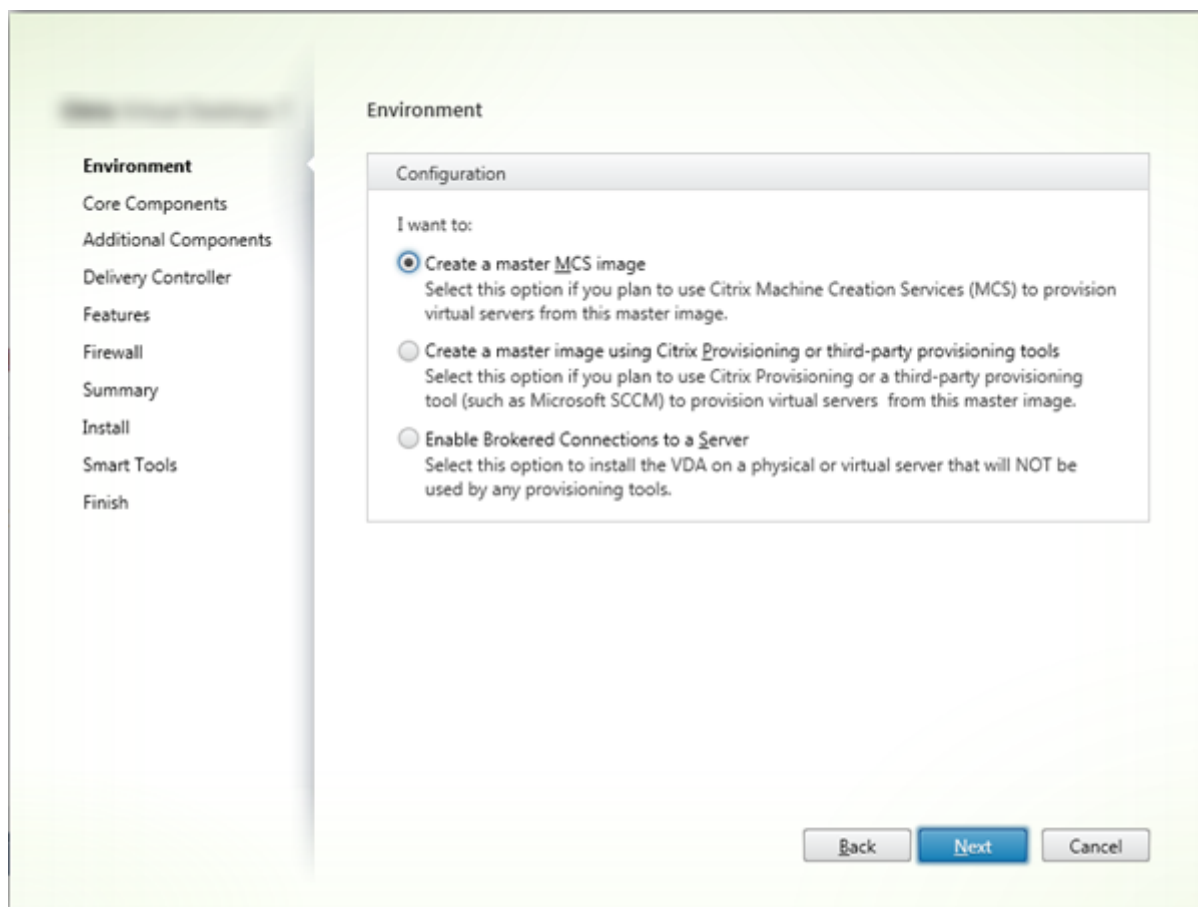 Environment
Core Components
Additional Components
Delivery Controller
Features
Firewall
Summary
Install
Smart Tools
Finish
Environment
Configuration
I want to:
Create a master MCS image
Select this option if you plan to use Citrix Machine Creation Services (MCS) to provision
virtual servers from this master image.
Create a master image using Citrix Provisioning or third-party provisioning tools
Select this option if you plan to use Citrix Provisioning or a third-party provisioning
tool (such as Microsoft SCCM) to provision virtual servers from this master image.
Enable Brokered Connections to a Server
Select this option to install the VDA on a physical or virtual server that will NOT be
used by any provisioning tools.
Back
Next
Cancel